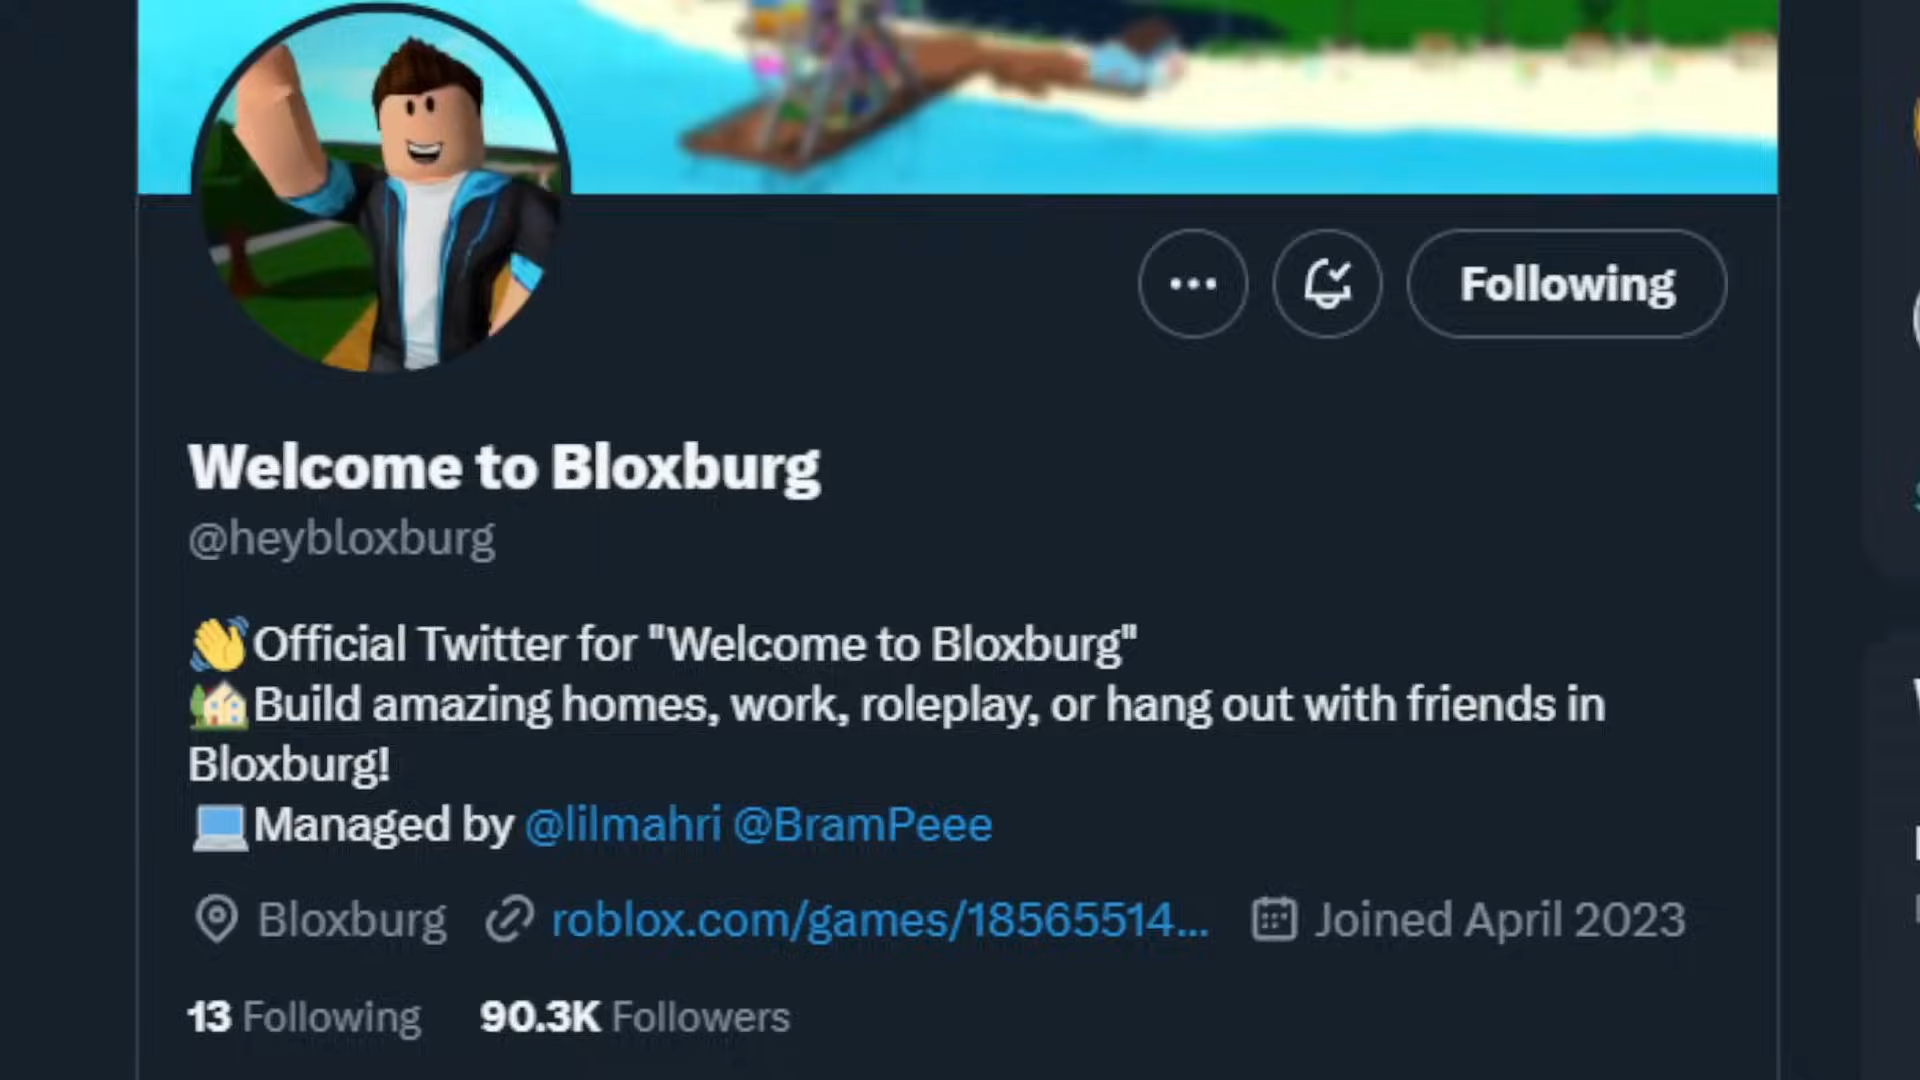 Following
Welcome to Bloxburg
@heybloxburg
👋Official Twitter for "Welcome to Bloxburg"
🏡Build amazing homes, work, roleplay, or hang out with friends in
Bloxburg!
💻Managed by @lilmahri @BramPeee
Bloxburg roblox.com/games/18565514... Joined April 2023
13 Following 90.3K Followers